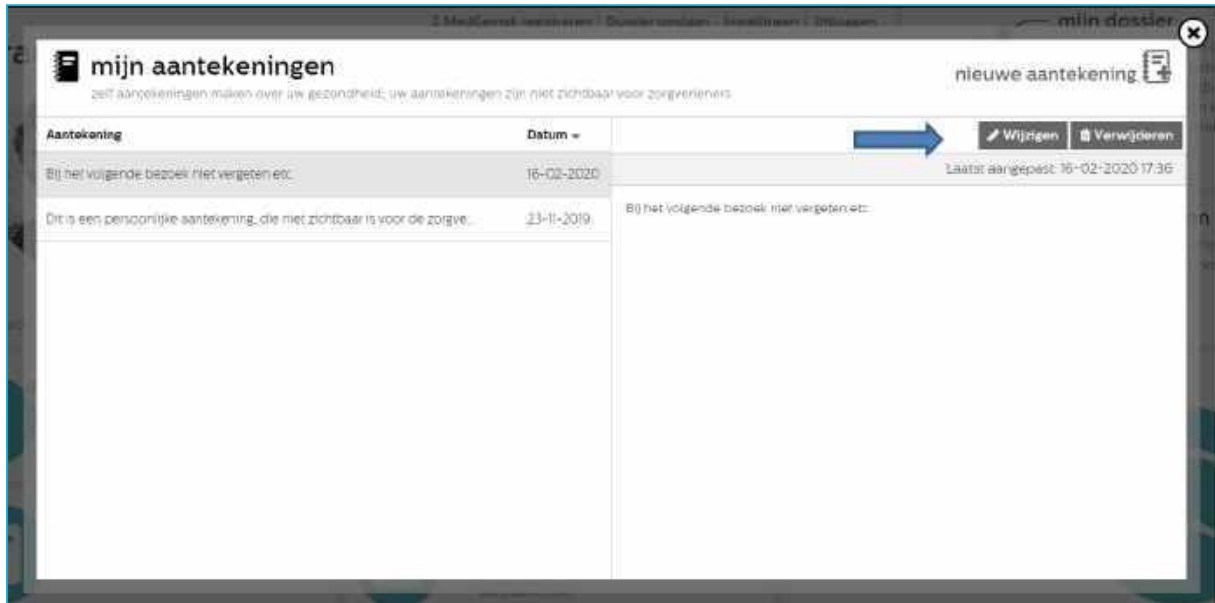 mijn dossier
mijn aantekeningen
nieuwe aantekening
zelf aantekeningen maken over uw gezondheid; uw aantekeningen zijn niet zichtbaar voor zorgverleners
Aantekening Datum
Wijzigen Verwijderen
Bij het volgende bezoek niet vergeten etc. 16-02-2020
Laatst aangepast: 16-02-2020 17:36
Dit is een persoonlijke aantekening, die niet zichtbaar is voor de zorgve... 23-11-2019
Bij het volgende bezoek niet vergeten etc.